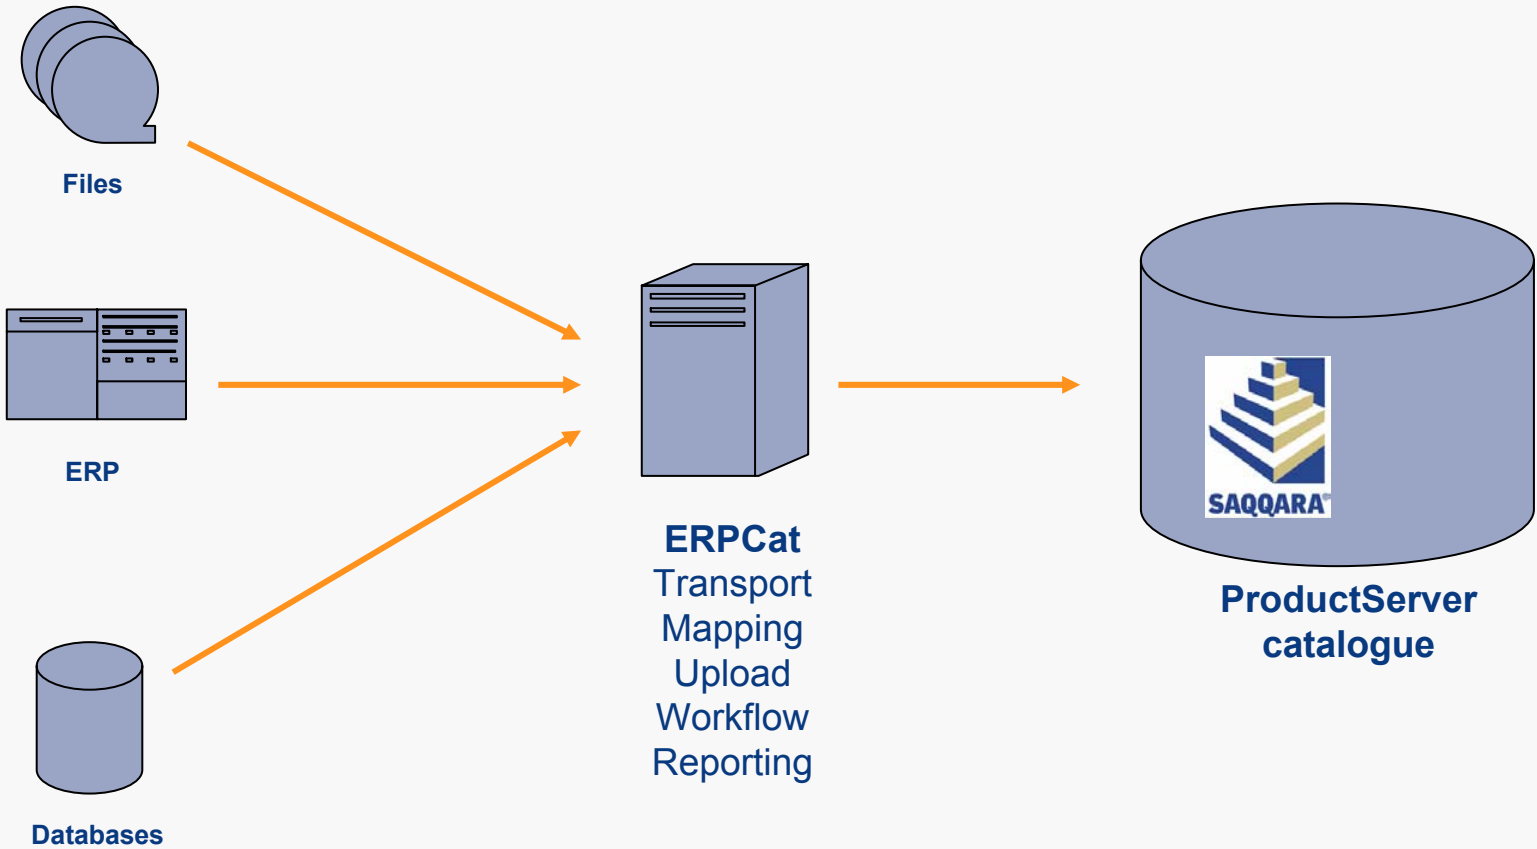 Files
ERP
Databases
ERPCat
Transport
Mapping
Upload
Workflow
Reporting
SAQQARA®
ProductServer
catalogue